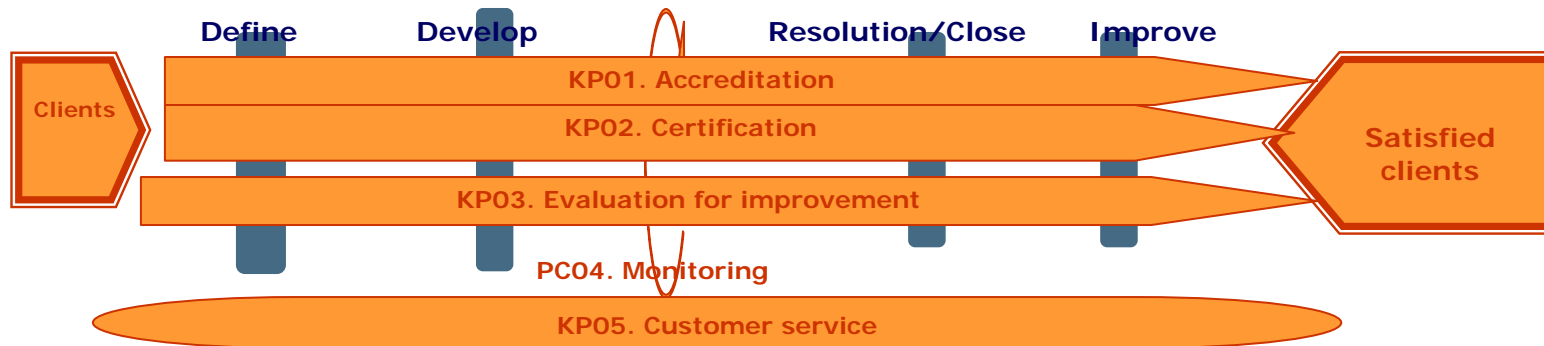 Define Develop Resolution/Close Improve
KP01. Accreditation
Clients
KP02. Certification
Satisfied
clients
KP03. Evaluation for improvement
PC04. Monitoring
KP05. Customer service